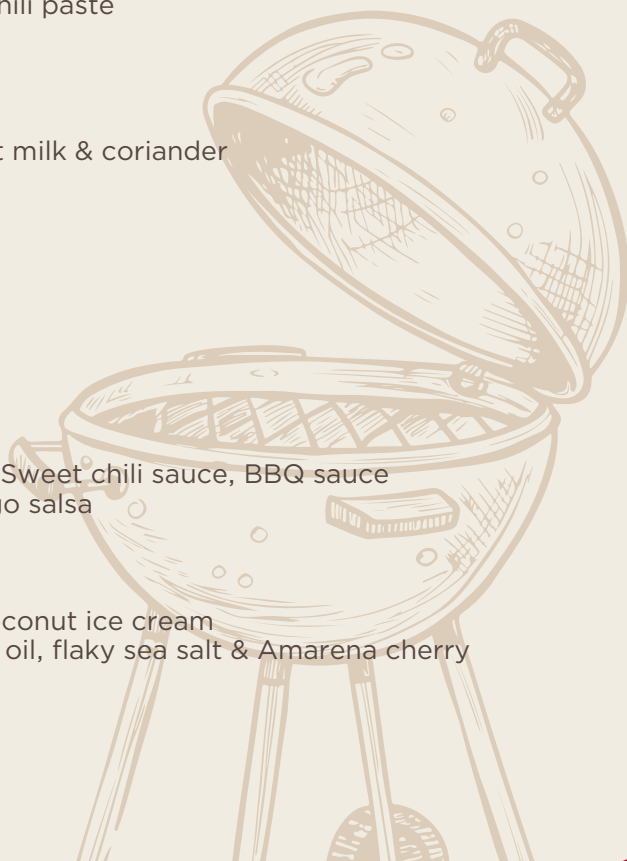 hili paste
t milk & coriander
Sweet chili sauce, BBQ sauce
go salsa
conut ice cream
oil, flaky sea salt & Amarena cherry